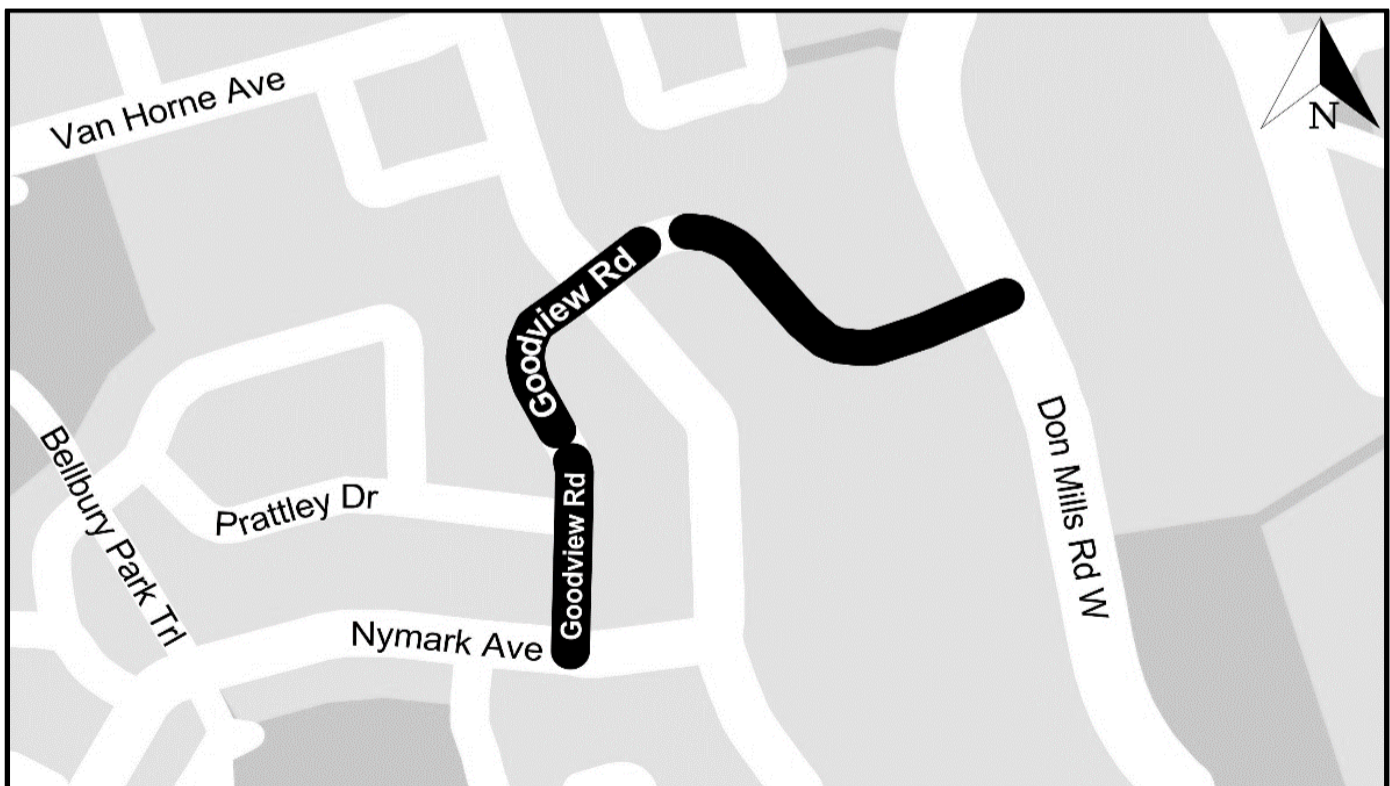 Van Horne Ave
N
Goodview Rd
Don Mills Rd W
Bellbury Park Trl
Prattley Dr
Goodview Rd
Nymark Ave